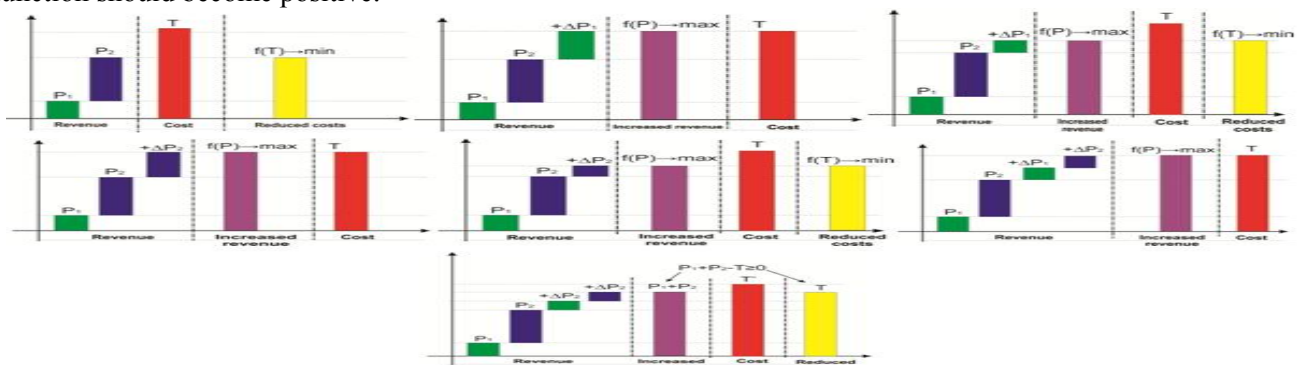 function should become positive.
P₁ P₂ T f(T)→min
Revenue Cost Reduced costs
P₁ P₂ +ΔP₁ f(P)→max T
Revenue Increased revenue Cost
P₁ P₂ +ΔP₁ f(P)→max T f(T)→min
Revenue Increased revenue Cost Reduced costs
P₁ P₂ +ΔP₂ f(P)→max T
Revenue Increased revenue Cost
P₁ P₂ +ΔP₂ f(P)→max T f(T)→min
Revenue Increased revenue Cost Reduced costs
P₁ P₂ +ΔP₁ +ΔP₂ f(P)→max T
Revenue Increased revenue Cost
P₁+P₂-T≥0
P₁ P₂ +ΔP₂ +ΔP₂ P₁+P₂ T T
Revenue Increased Cost Reduced